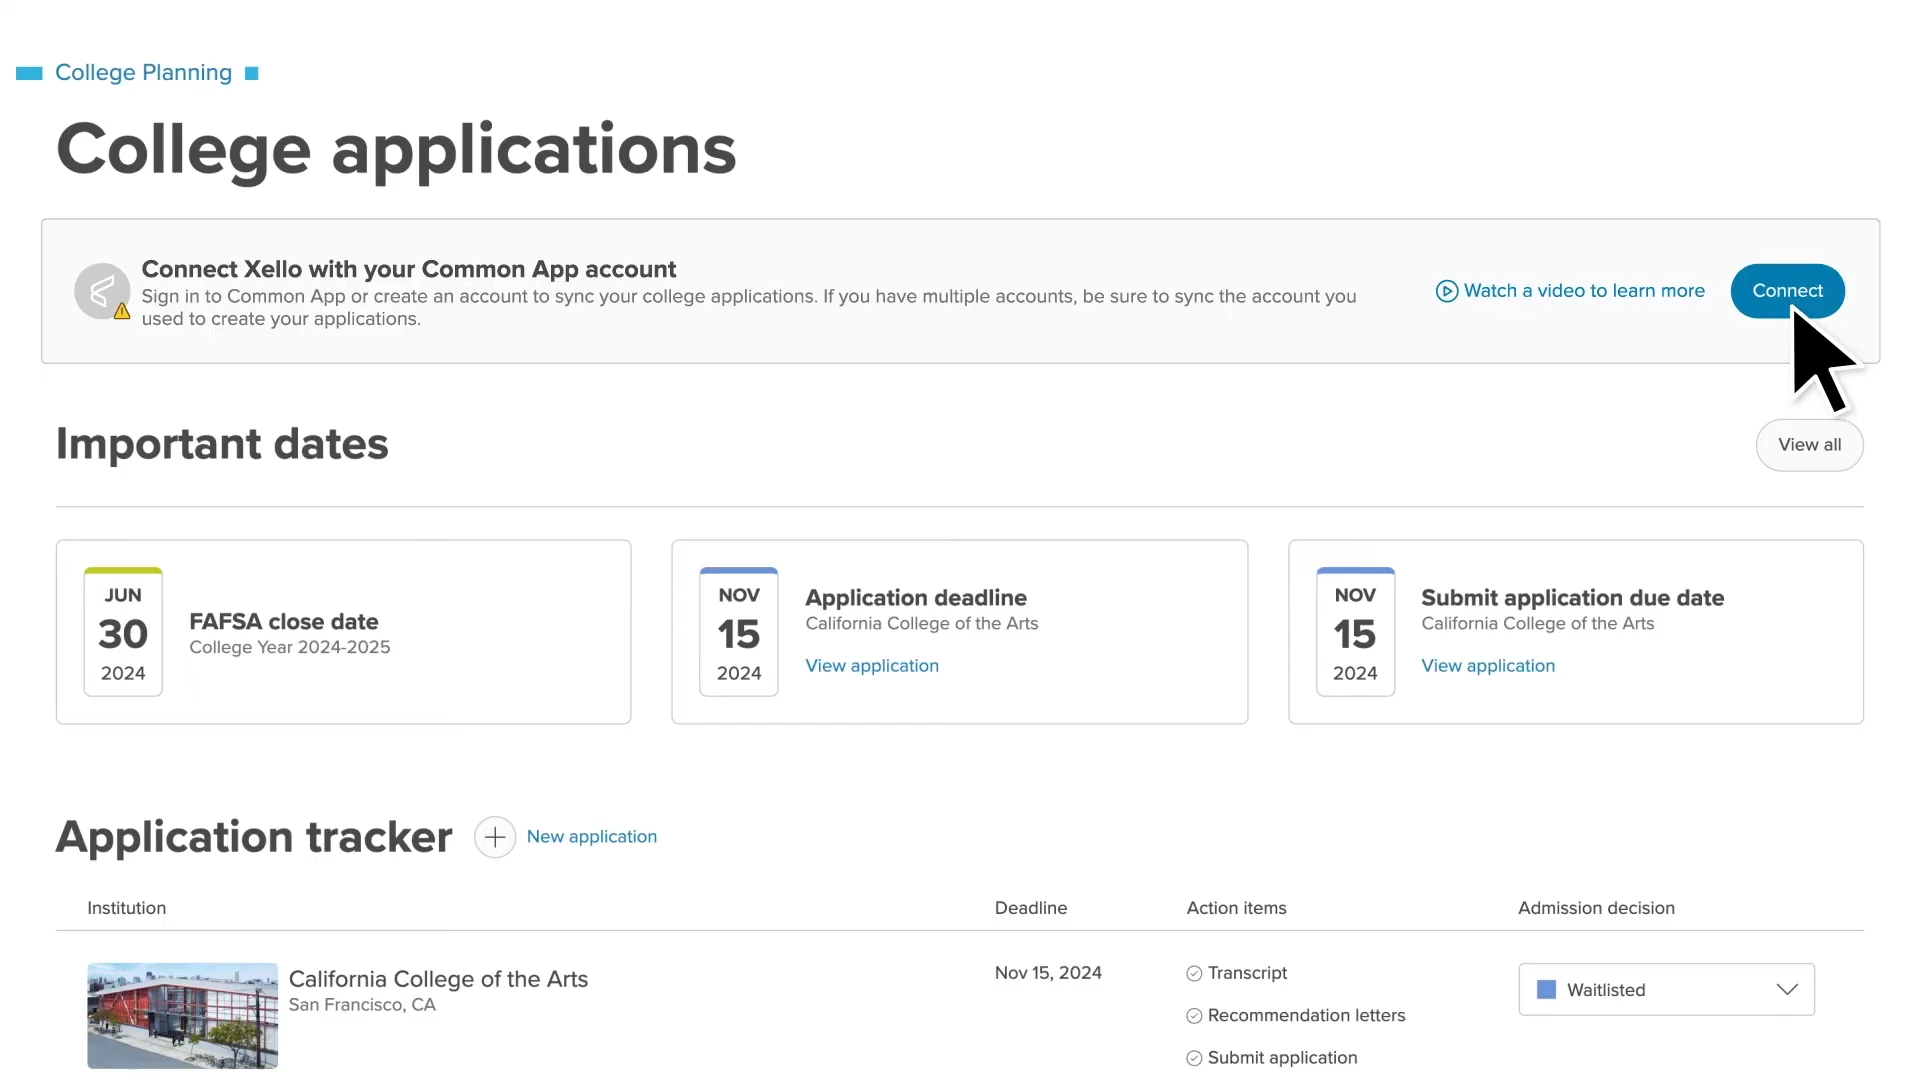 College Planning
College applications
Connect Xello with your Common App account
Sign in to Common App or create an account to sync your college applications. If you have multiple accounts, be sure to sync the account you
used to create your applications.
Watch a video to learn more
Connect
Important dates
View all
JUN
30
2024
FAFSA close date
College Year 2024-2025
NOV
15
2024
Application deadline
California College of the Arts
View application
NOV
15
2024
Submit application due date
California College of the Arts
View application
Application tracker
New application
Institution
Deadline
Action items
Admission decision
California College of the Arts
San Francisco, CA
Nov 15, 2024
Transcript
Recommendation letters
Submit application
Waitlisted